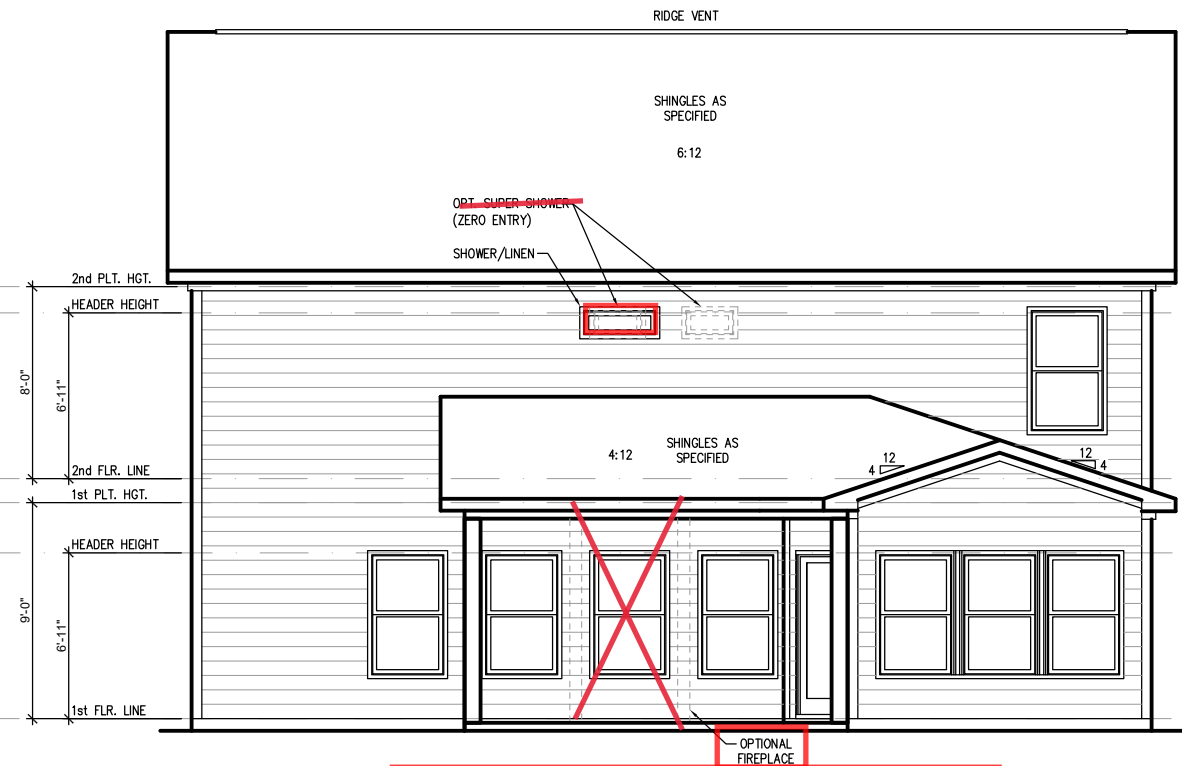 RIDGE VENT
SHINGLES AS
SPECIFIED
6:12
OPT. SUPER SHOWER
(ZERO ENTRY)
SHOWER/LINEN
2nd PLT. HGT.
HEADER HEIGHT
8'-0"
6'-11"
2nd FLR. LINE
1st PLT. HGT.
4:12
SHINGLES AS
SPECIFIED
12
4
12
4
HEADER HEIGHT
9'-0"
6'-11"
1st FLR. LINE
OPTIONAL
FIREPLACE